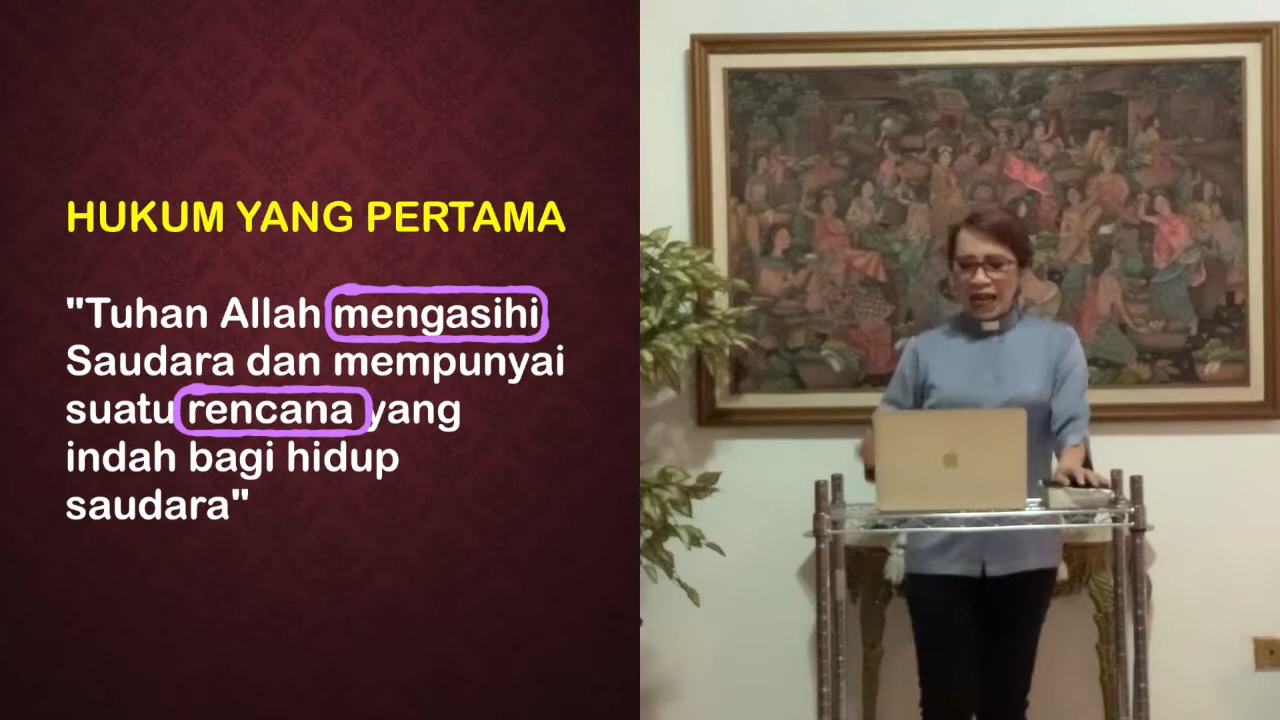 HUKUM YANG PERTAMA
"Tuhan Allah mengasihi
Saudara dan mempunyai
suatu rencana yang
indah bagi hidup
saudara"